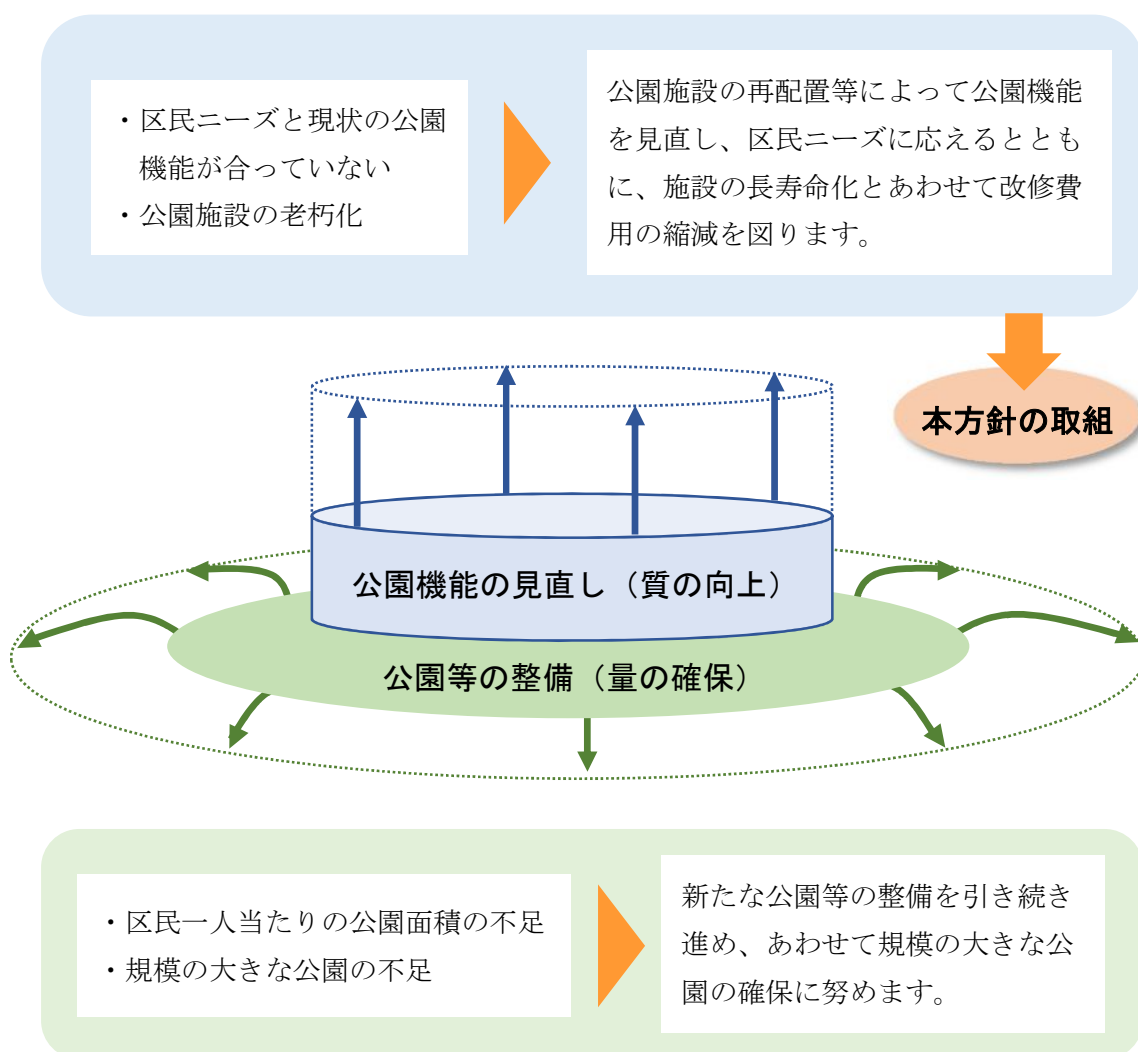 ・区民ニーズと現状の公園
機能が合っていない
・公園施設の老朽化
公園施設の再配置等によって公園機能
を見直し、区民ニーズに応えるととも
に、施設の長寿命化とあわせて改修費
用の縮減を図ります。
本方針の取組
公園機能の見直し（質の向上）
公園等の整備（量の確保）
・区民一人当たりの公園面積の不足
・規模の大きな公園の不足
新たな公園等の整備を引き続き
進め、あわせて規模の大きな公
園の確保に努めます。